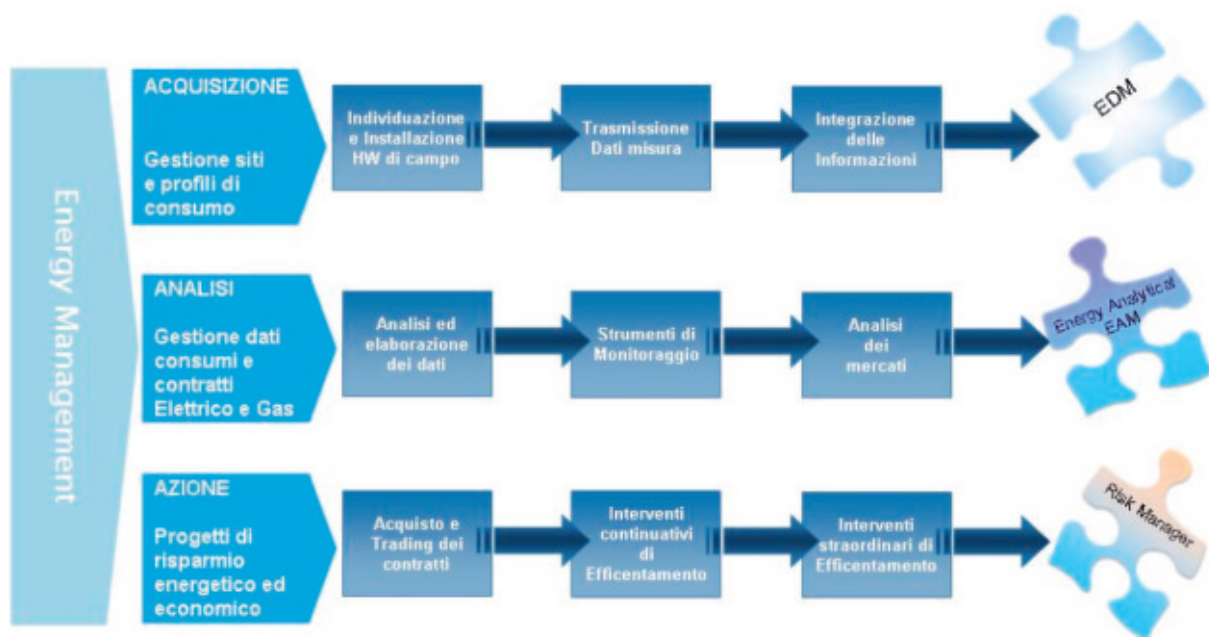 Energy Management
ACQUISIZIONE
Gestione siti
e profili di
consumo
Individuazione
e Installazione
HW di campo
Trasmissione
Dati misura
Integrazione
delle
Informazioni
EDM
ANALISI
Gestione dati
consumi e
contratti
Elettrico e Gas
Analisi ed
elaborazione
dei dati
Strumenti di
Monitoraggio
Analisi
dei
mercati
Energy Analytical
EAM
AZIONE
Progetti di
risparmio
energetico ed
economico
Acquisto e
Trading dei
contratti
Interventi
continuativi
di
Efficentamento
Interventi
straordinari di
Efficentamento
Risk Manager